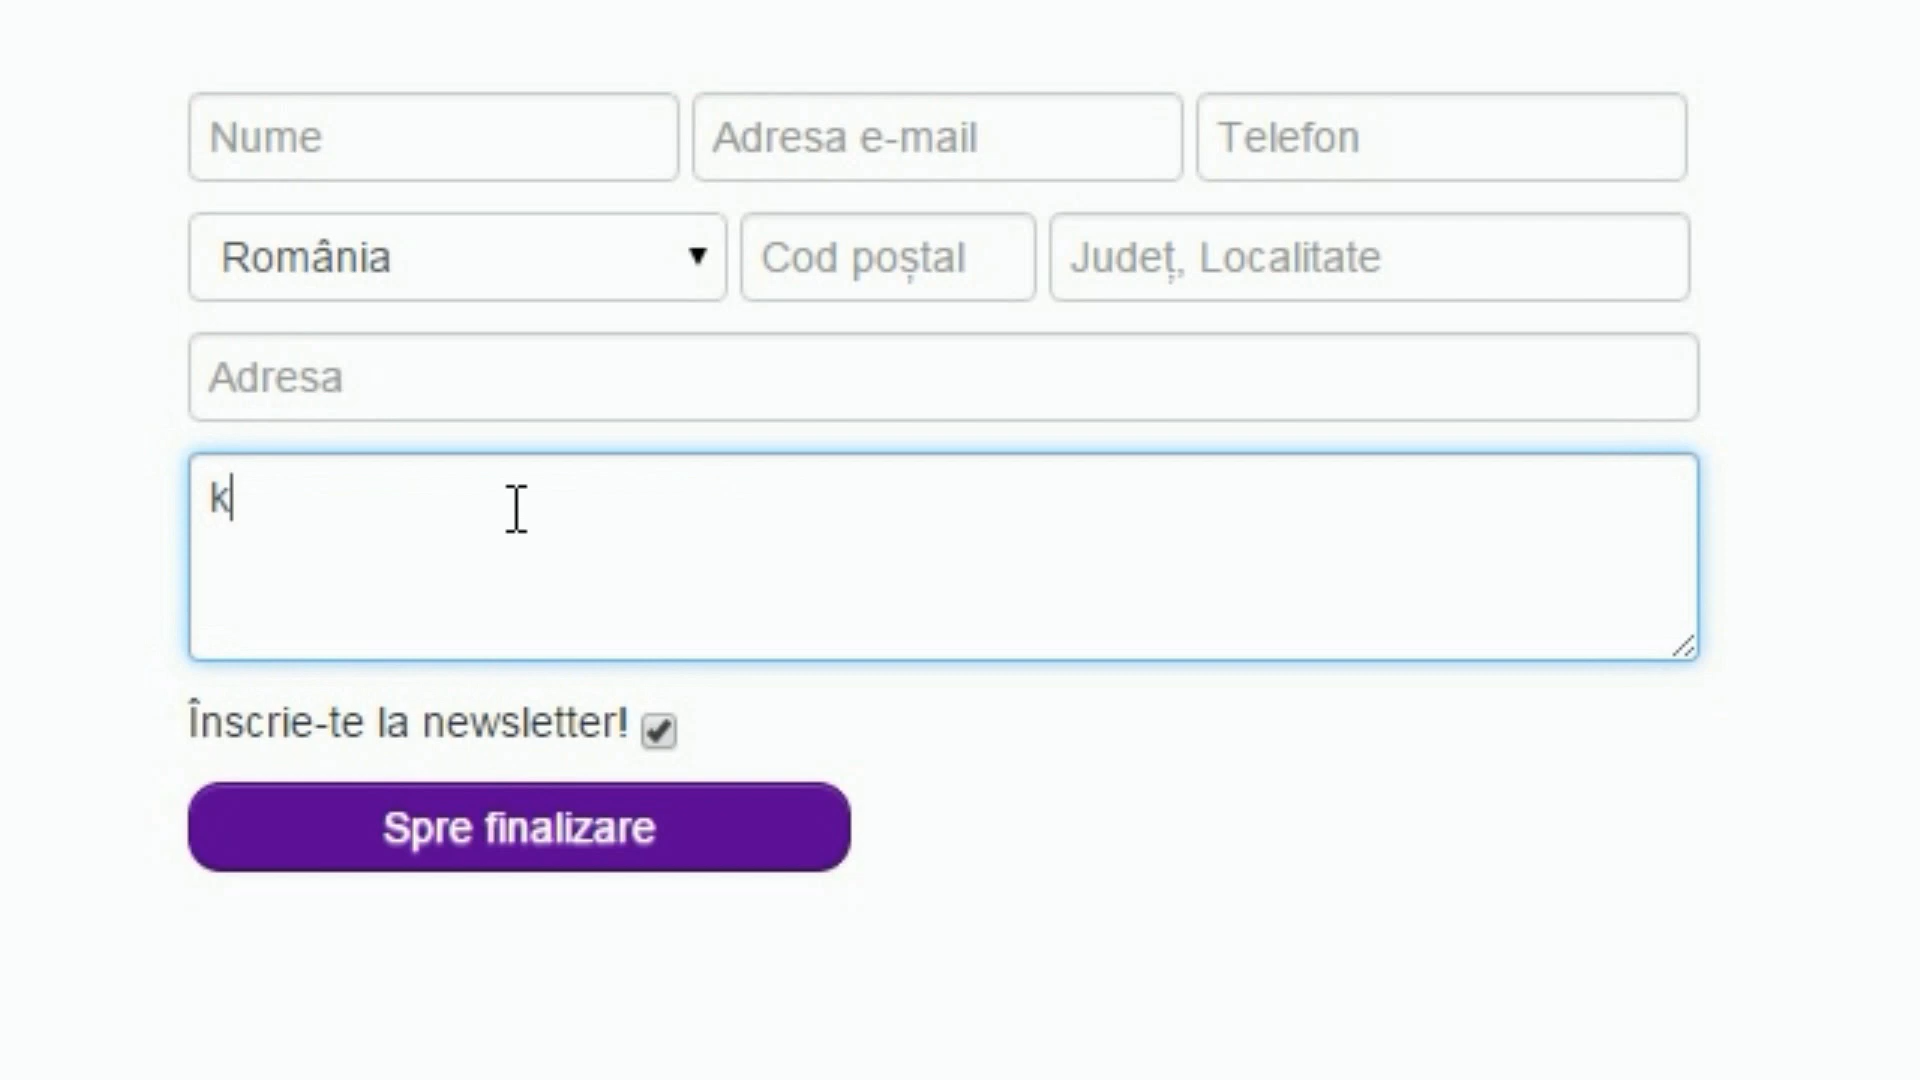 Nume Adresa e-mail Telefon
România Cod poștal Județ, Localitate
Adresa
k
Înscrie-te la newsletter!
Spre finalizare